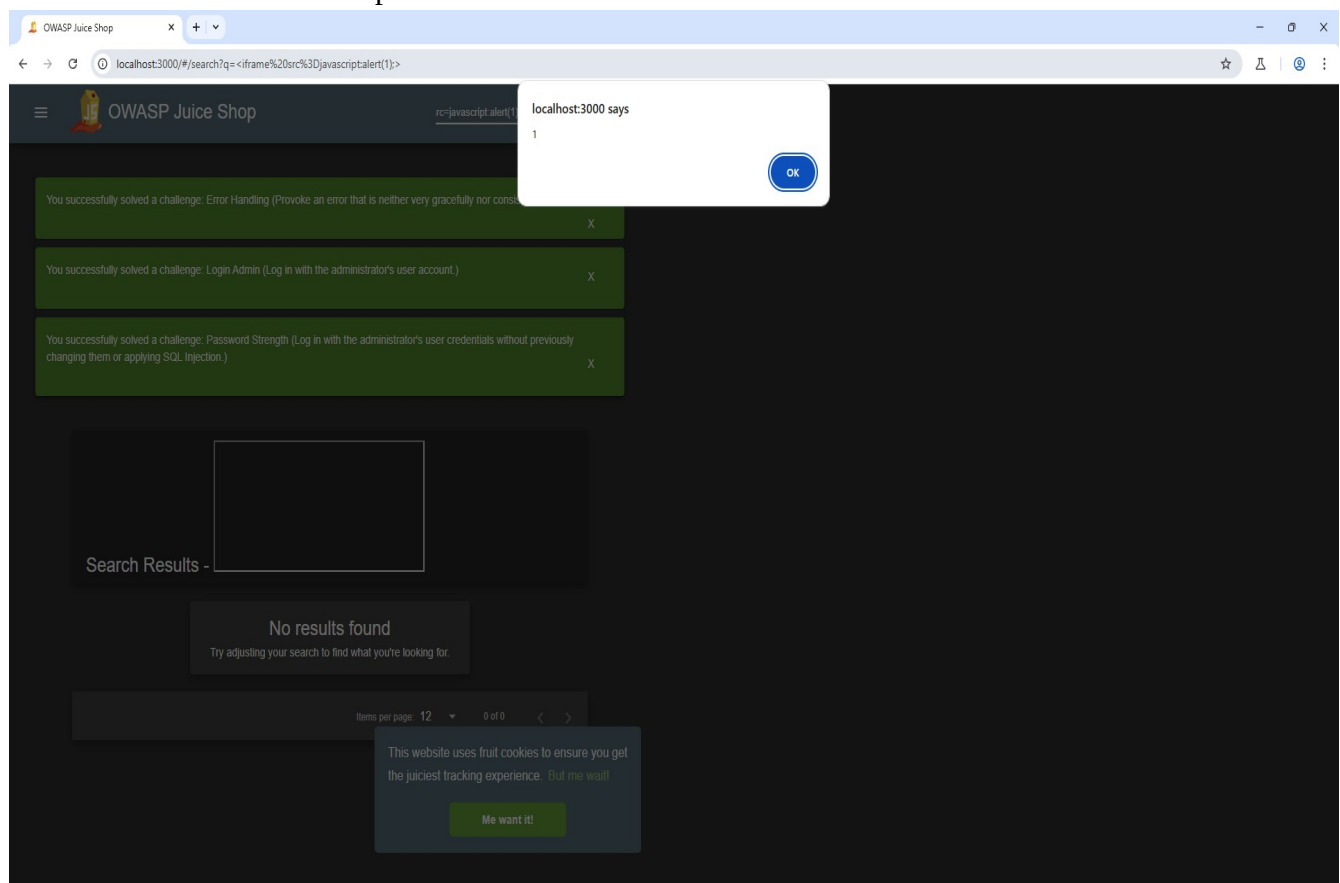 OWASP Juice Shop
localhost:3000/#/search?q=<iframe%20src%3Djavascript:alert(1);>
OWASP Juice Shop
rc=javascript:alert(1)
localhost:3000 says
1
OK
You successfully solved a challenge: Error Handling (Provoke an error that is neither very gracefully nor
X
You successfully solved a challenge: Login Admin (Log in with the administrator's user account.)
X
You successfully solved a challenge: Password Strength (Log in with the administrator's user credentials without previously
changing them or applying SQL Injection.)
X
Search Results -
No results found
Try adjusting your search to find what you're looking for.
Items per page: 12 0 of 0
This website uses fruit cookies to ensure you get
the juiciest tracking experience. But me wait!
Me want it!